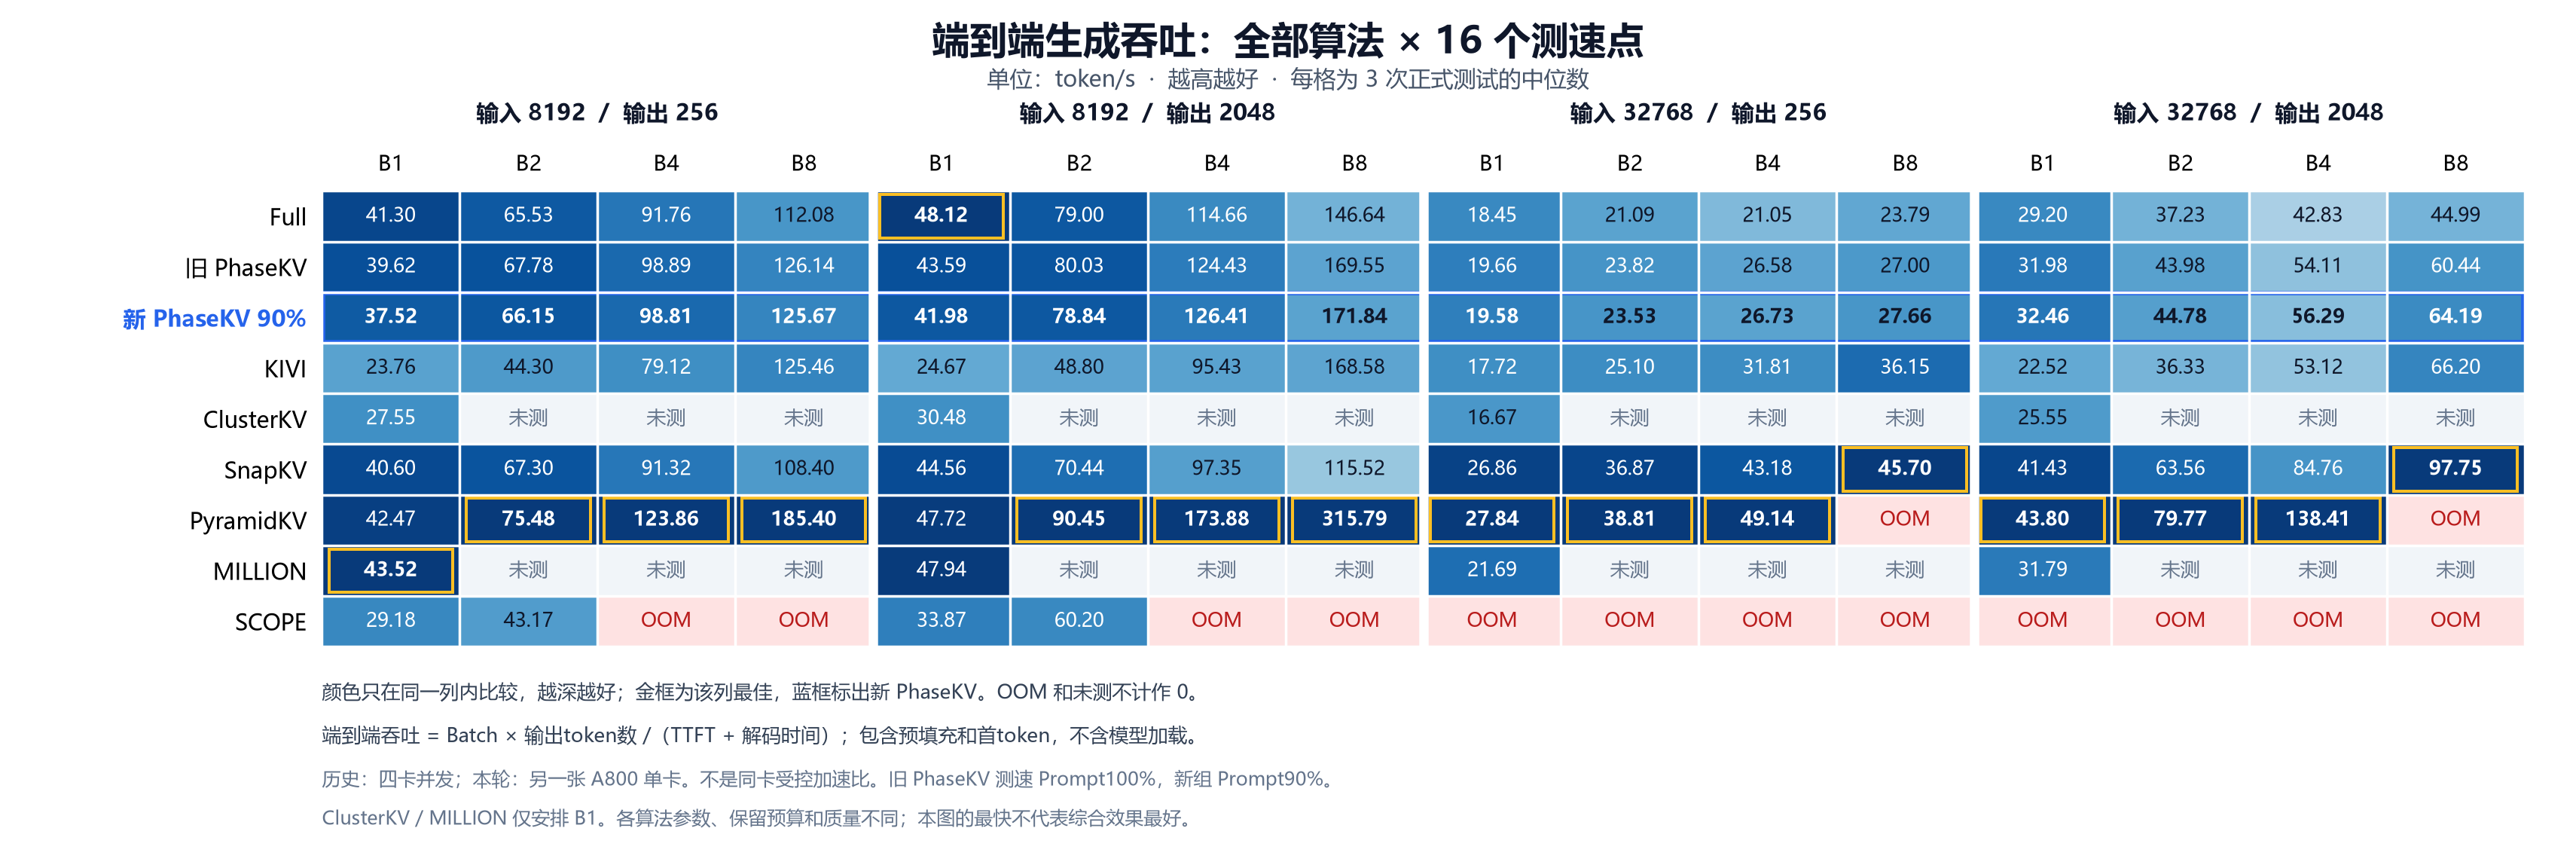 端到端生成吞吐：全部算法 × 16 个测速点
单位：token/s · 越高越好 · 每格为 3 次正式测试的中位数
输入 8192 / 输出 256 输入 8192 / 输出 2048 输入 32768 / 输出 256 输入 32768 / 输出 2048
B1 B2 B4 B8 B1 B2 B4 B8 B1 B2 B4 B8 B1 B2 B4 B8
Full 41.30 65.53 91.76 112.08 48.12 79.00 114.66 146.64 18.45 21.09 21.05 23.79 29.20 37.23 42.83 44.99
旧 PhaseKV 39.62 67.78 98.89 126.14 43.59 80.03 124.43 169.55 19.66 23.82 26.58 27.00 31.98 43.98 54.11 60.44
新 PhaseKV 90% 37.52 66.15 98.81 125.67 41.98 78.84 126.41 171.84 19.58 23.53 26.73 27.66 32.46 44.78 56.29 64.19
KIVI 23.76 44.30 79.12 125.46 24.67 48.80 95.43 168.58 17.72 25.10 31.81 36.15 22.52 36.33 53.12 66.20
ClusterKV 27.55 未测 未测 未测 30.48 未测 未测 未测 16.67 未测 未测 未测 25.55 未测 未测 未测
SnapKV 40.60 67.30 91.32 108.40 44.56 70.44 97.35 115.52 26.86 36.87 43.18 45.70 41.43 63.56 84.76 97.75
PyramidKV 42.47 75.48 123.86 185.40 47.72 90.45 173.88 315.79 27.84 38.81 49.14 OOM 43.80 79.77 138.41 OOM
MILLION 43.52 未测 未测 未测 47.94 未测 未测 未测 21.69 未测 未测 未测 31.79 未测 未测 未测
SCOPE 29.18 43.17 OOM OOM 33.87 60.20 OOM OOM OOM OOM OOM OOM OOM OOM OOM OOM
颜色只在同一列内比较，越深越好；金框为该列最佳，蓝框标出新 PhaseKV。OOM 和未测不计作 0。
端到端吞吐 = Batch × 输出token数 /（TTFT + 解码时间）；包含预填充和首token，不含模型加载。
历史：四卡并发；本轮：另一张 A800 单卡。不是同卡受控加速比。旧 PhaseKV 测速 Prompt100%，新组 Prompt90%。
ClusterKV / MILLION 仅安排 B1。各算法参数、保留预算和质量不同；本图的最快不代表综合效果最好。